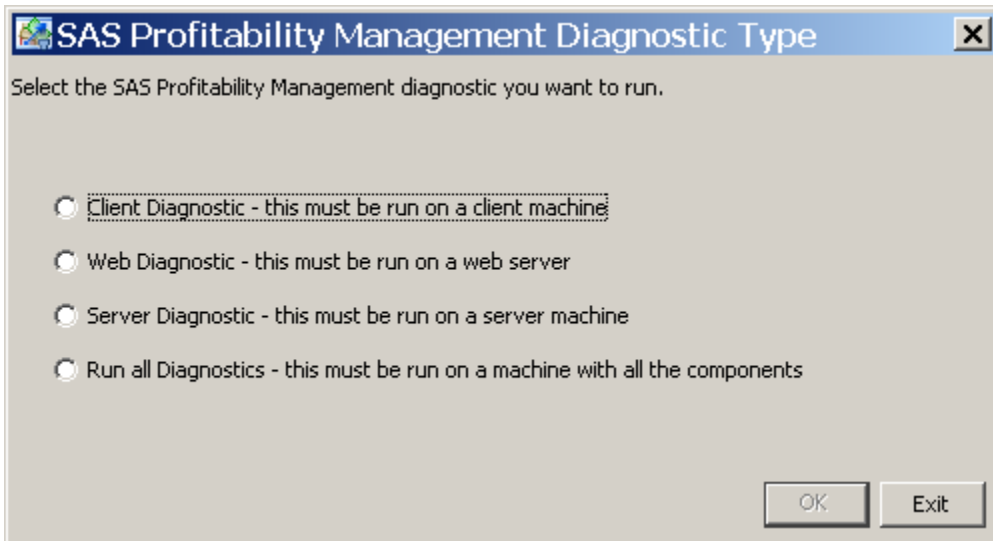 SAS Profitability Management Diagnostic Type
Select the SAS Profitability Management diagnostic you want to run.
Client Diagnostic - this must be run on a client machine
Web Diagnostic - this must be run on a web server
Server Diagnostic - this must be run on a server machine
Run all Diagnostics - this must be run on a machine with all the components
OK
Exit